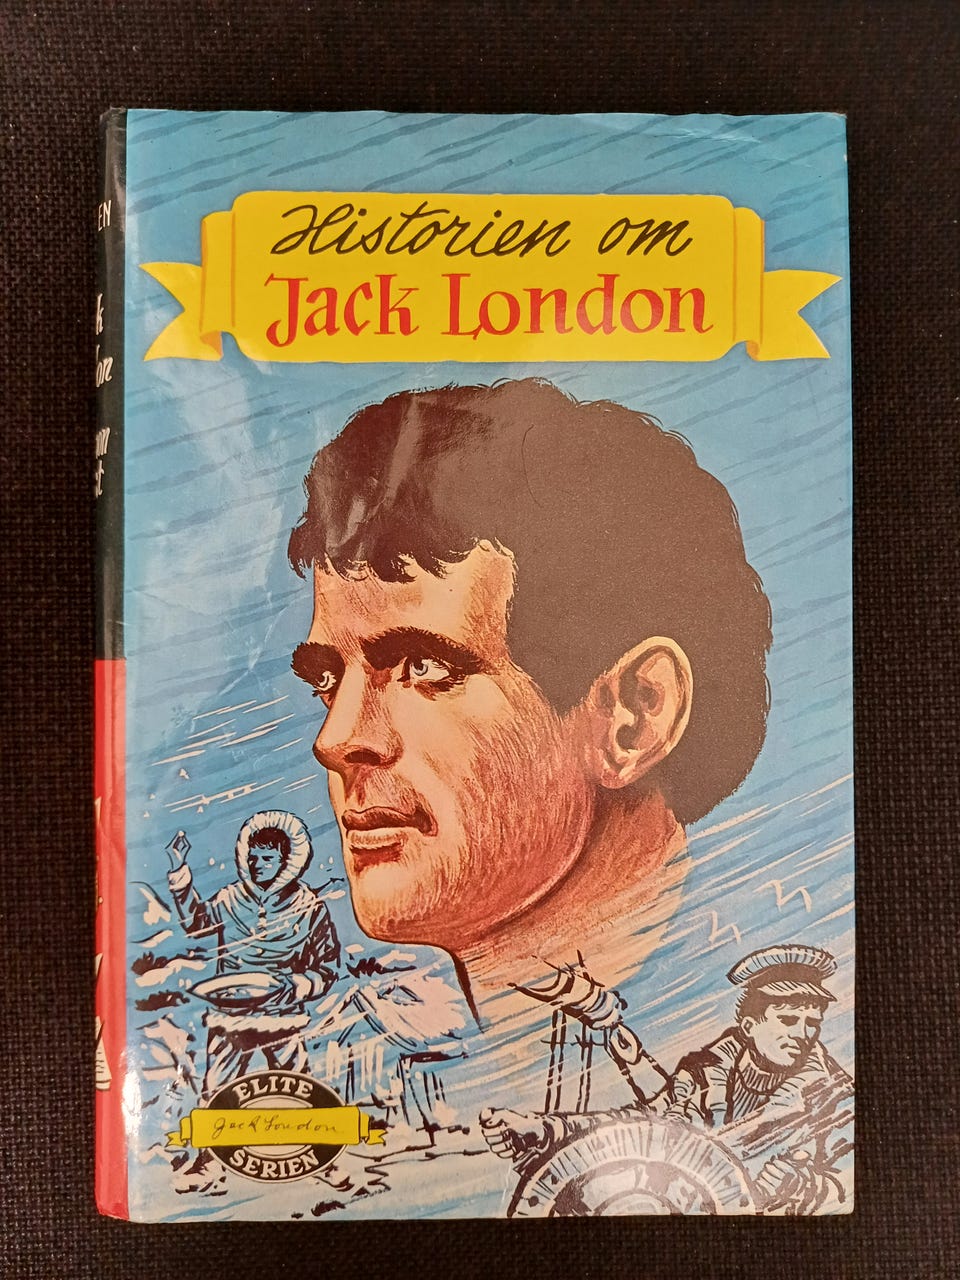 Historien om
Jack London
ELITE
Jack London
SERIEN